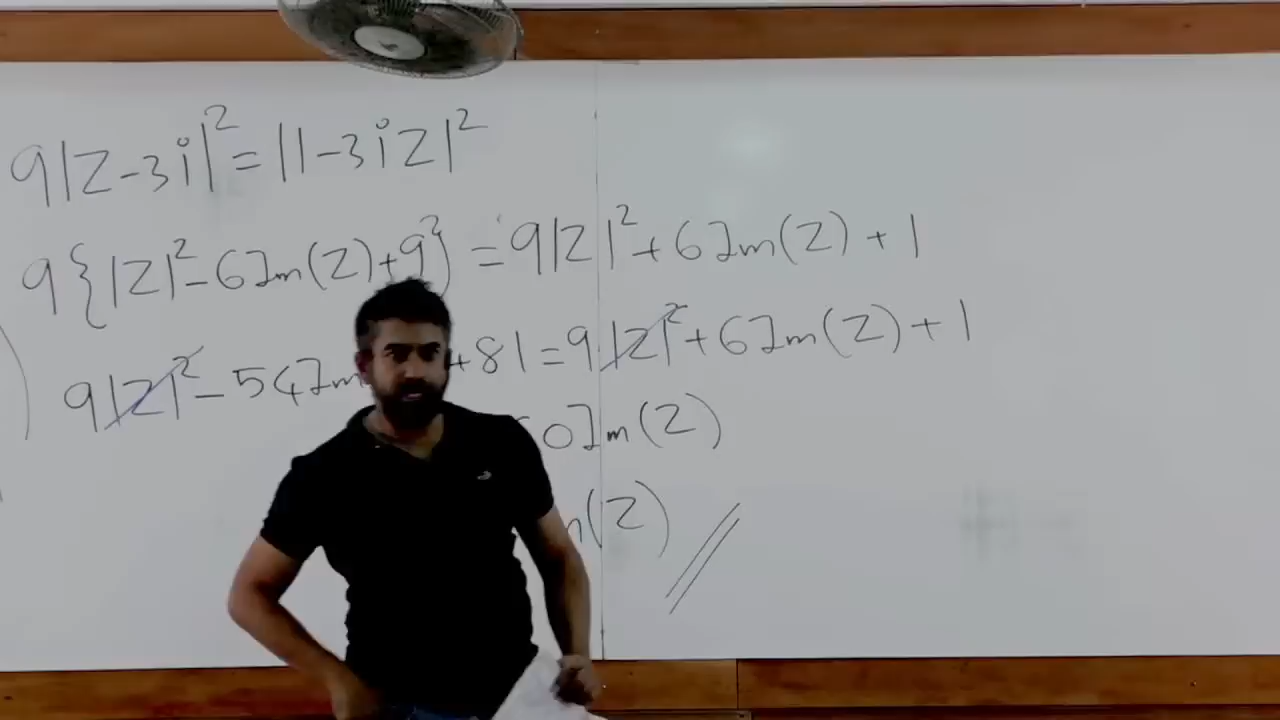 9|Z-3i|² = |1-3iZ|²
9{|Z|²-6Im(Z)+9} = 9|Z|²+6Im(Z)+1
9|Z|²-54Im +81=9|Z|²+6Im(Z)+1
0Im(Z)
m(Z)